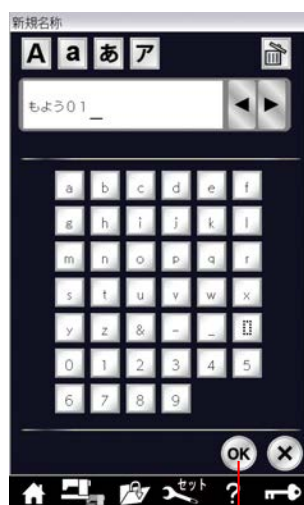 新規名称
A a あ ア
もよう01_
a b c d e f
g h i j k l
m n o p q r
s t u v w x
y z & - _
0 1 2 3 4 5
6 7 8 9
OK ×
セット ?